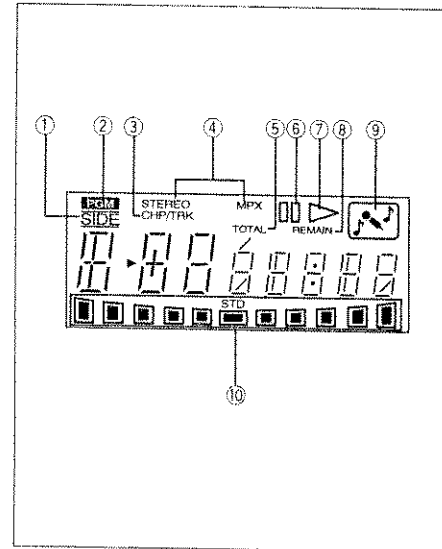 ① ② ③ ④ ⑤ ⑥ ⑦ ⑧ ⑨
PGM STEREO MPX
SIDE CHP/TRK
TOTAL REMAIN
STD
⑩